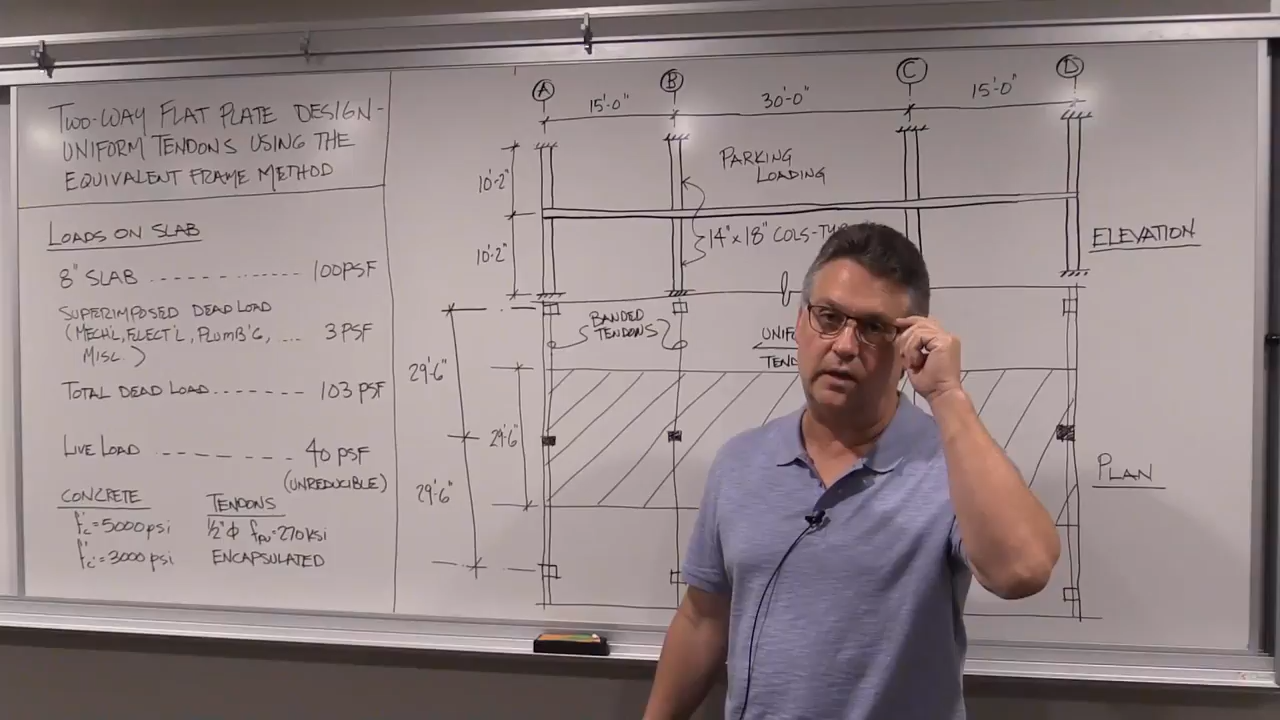 TWO-WAY FLAT PLATE DESIGN-
UNIFORM TENDONS USING THE
EQUIVALENT FRAME METHOD
LOADS ON SLAB
8" SLAB ------------ 100PSF
SUPERIMPOSED DEAD LOAD
(MECH'L, ELECT'L, PLUMB'G, ... 3 PSF
MISC.)
TOTAL DEAD LOAD ------- 103 PSF
LIVE LOAD --------- 40 PSF
(UNREDUCIBLE)
CONCRETE
f'c=5000psi
f'ci=3000psi
TENDONS
½"ϕ fpu=270ksi
ENCAPSULATED
A B C D
15'-0" 30'-0" 15'-0"
10'-2"
10'-2"
PARKING
LOADING
14"x18" COLS-
ELEVATION
BANDED
TENDONS
29'-6"
29'-6"
29'-6"
PLAN